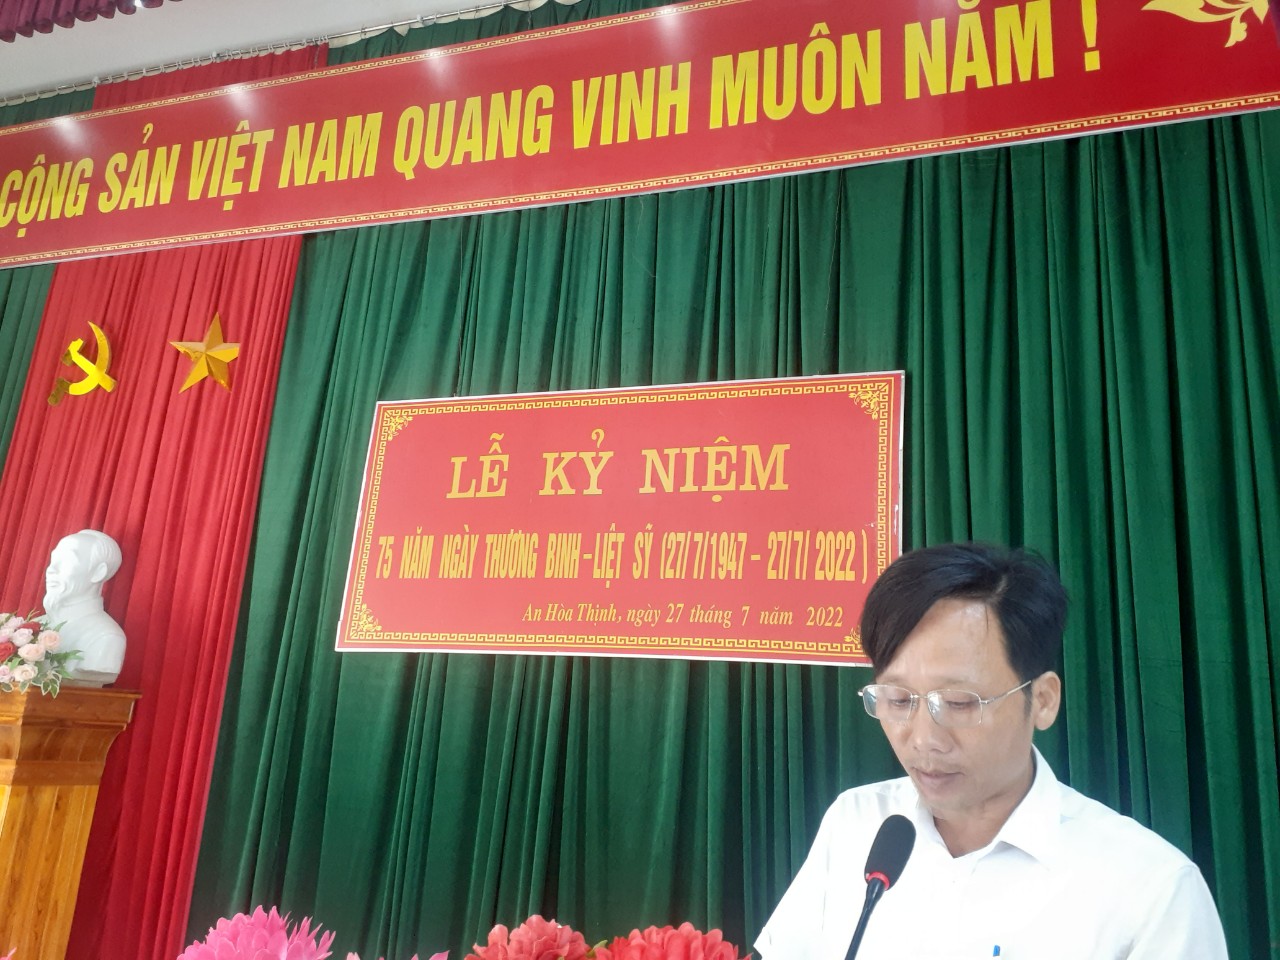 CỘNG SẢN VIỆT NAM QUANG VINH MUÔN NĂM !
LỄ KỶ NIỆM
75 NĂM NGÀY THƯƠNG BINH - LIỆT SỸ (27/7/1947 - 27/7/ 2022 )
An Hòa Thịnh, ngày 27 tháng 7 năm 2022